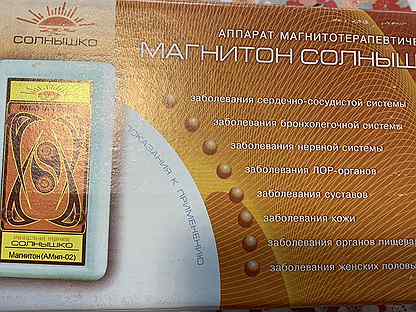 СОЛНЫШКО
АППАРАТ МАГНИТОТЕРАПЕВТИЧЕ
МАГНИТОН СОЛНЫШ
ПОКАЗАНИЯ К ПРИМЕНЕНИЮ
заболевания сердечно-сосудистой системы
заболевания бронхолегочной системы
заболевания нервной системы
заболевания ЛОР-органов
заболевания суставов
заболевания кожи
заболевания органов пищева
заболевания женских половы
СОЛНЫШКО
Магнитон(АМнп-02)